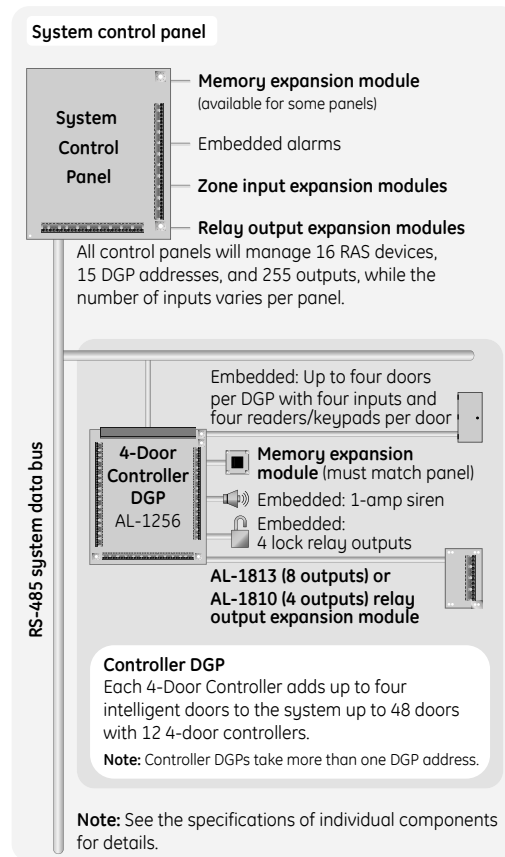 System control panel
System
Control
Panel
Memory expansion module
(available for some panels)
Embedded alarms
Zone input expansion modules
Relay output expansion modules
All control panels will manage 16 RAS devices,
15 DGP addresses, and 255 outputs, while the
number of inputs varies per panel.
RS-485 system data bus
Embedded: Up to four doors
per DGP with four inputs and
four readers/keypads per door
4-Door
Controller
DGP
AL-1256
Memory expansion
module (must match panel)
Embedded: 1-amp siren
Embedded:
4 lock relay outputs
AL-1813 (8 outputs) or
AL-1810 (4 outputs) relay
output expansion module
Controller DGP
Each 4-Door Controller adds up to four
intelligent doors to the system up to 48 doors
with 12 4-door controllers.
Note: Controller DGPs take more than one DGP address.
Note: See the specifications of individual components
for details.